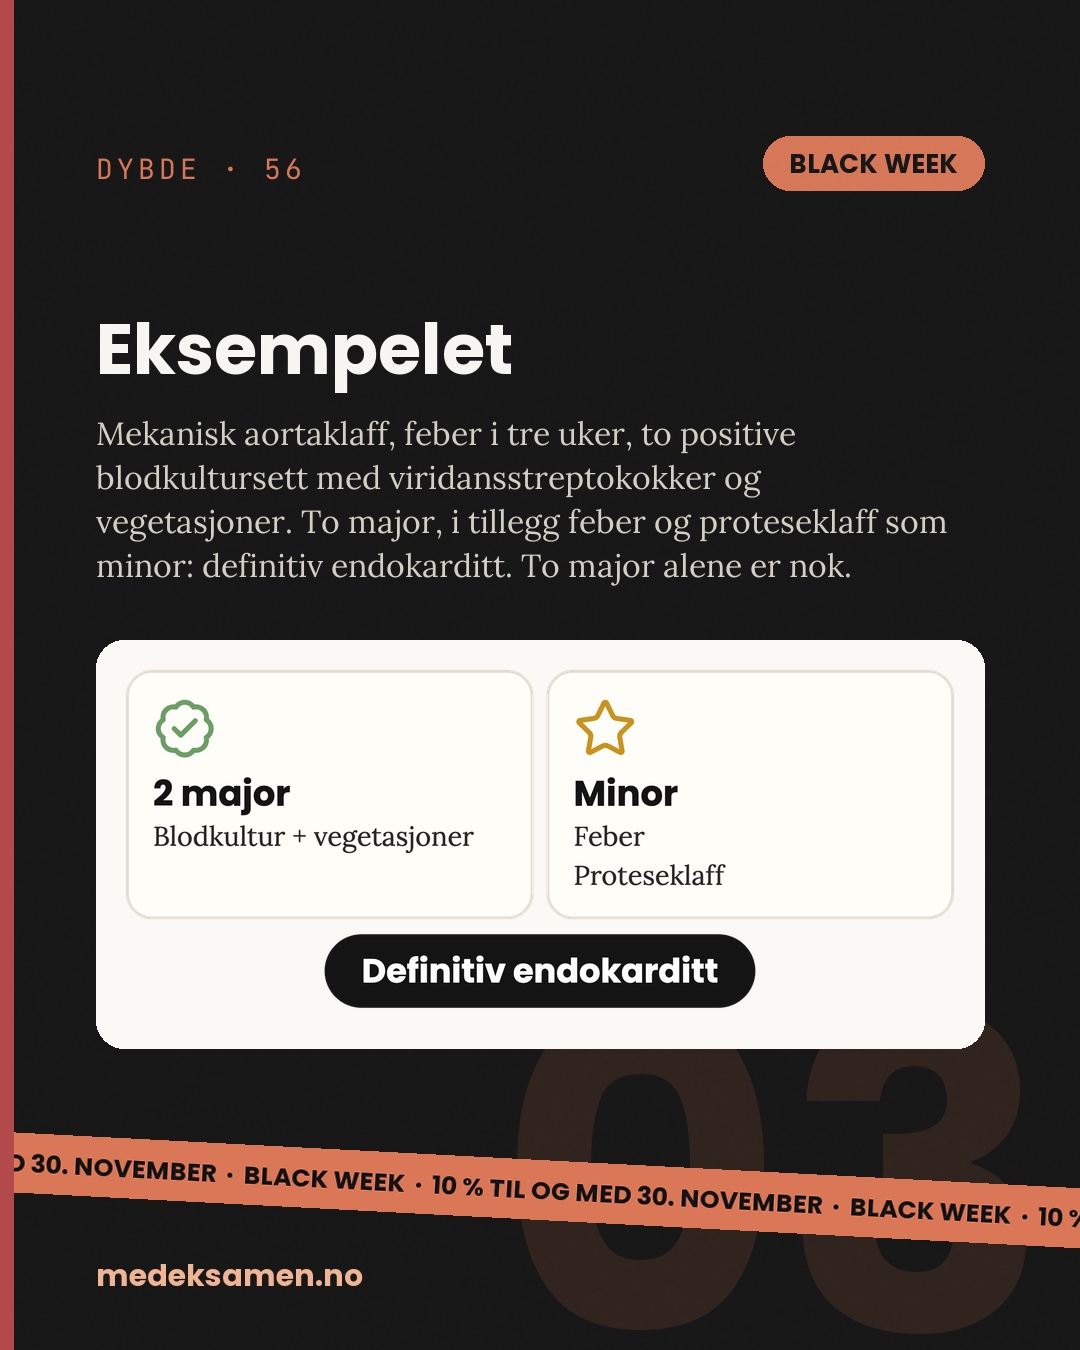 DYBDE · 56
BLACK WEEK
Eksempelet
Mekanisk aortaklaff, feber i tre uker, to positive
blodkultursett med viridansstreptokokker og
vegetasjoner. To major, i tillegg feber og proteseklaff som
minor: definitiv endokarditt. To major alene er nok.
2 major
Blodkultur + vegetasjoner
Minor
Feber
Proteseklaff
Definitiv endokarditt
03
30. NOVEMBER · BLACK WEEK · 10 % TIL OG MED 30. NOVEMBER · BLACK WEEK · 10 %
medeksamen.no